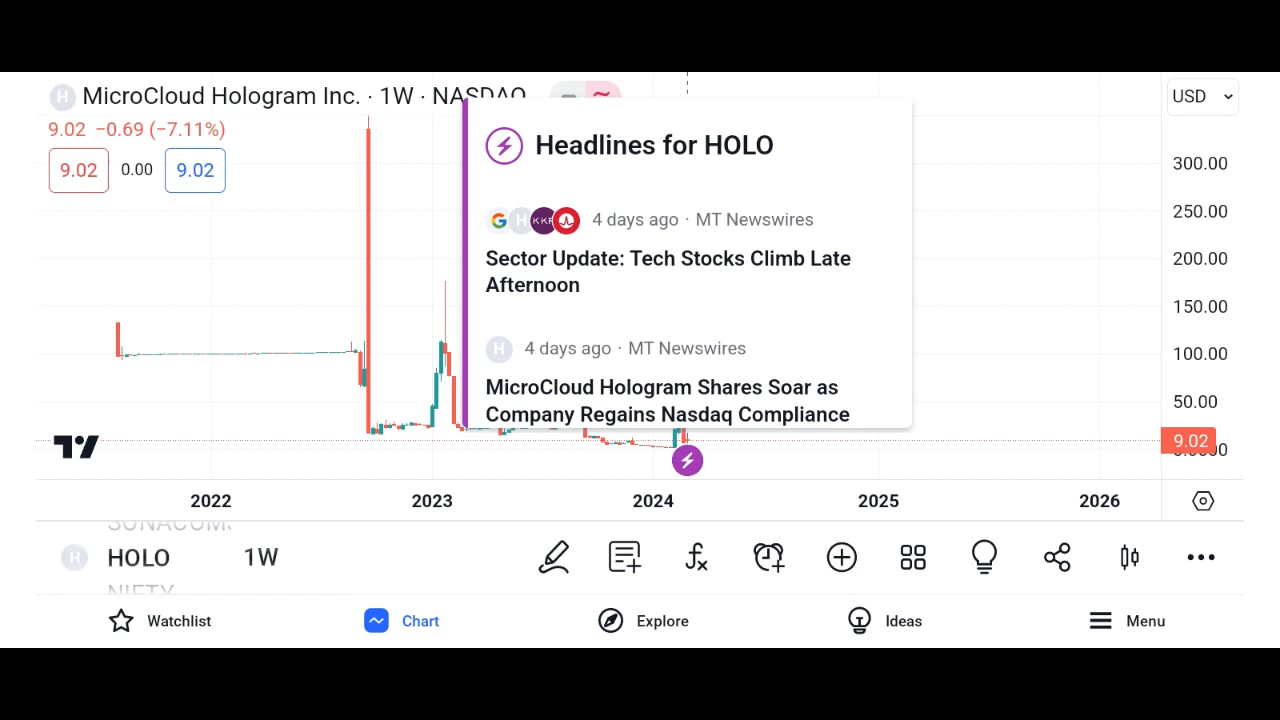 H MicroCloud Hologram Inc. · 1W · NASDAQ
USD
9.02 −0.69 (−7.11%)
9.02 0.00 9.02
Headlines for HOLO
4 days ago · MT Newswires
Sector Update: Tech Stocks Climb Late
Afternoon
H 4 days ago · MT Newswires
MicroCloud Hologram Shares Soar as
Company Regains Nasdaq Compliance
300.00
250.00
200.00
150.00
100.00
50.00
9.02
2022 2023 2024 2025 2026
H HOLO 1W
NIFTY
Watchlist Chart Explore Ideas Menu